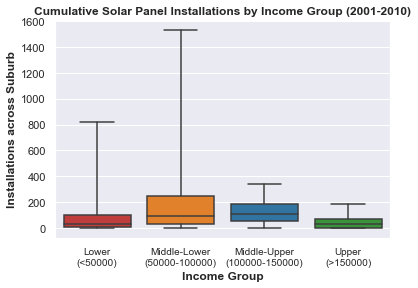 Cumulative Solar Panel Installations by Income Group (2001-2010)
1600
1400
1200
1000
800
600
400
200
0
Installations across Suburb
Lower
(<50000)
Middle-Lower
(50000-100000)
Middle-Upper
(100000-150000)
Upper
(>150000)
Income Group